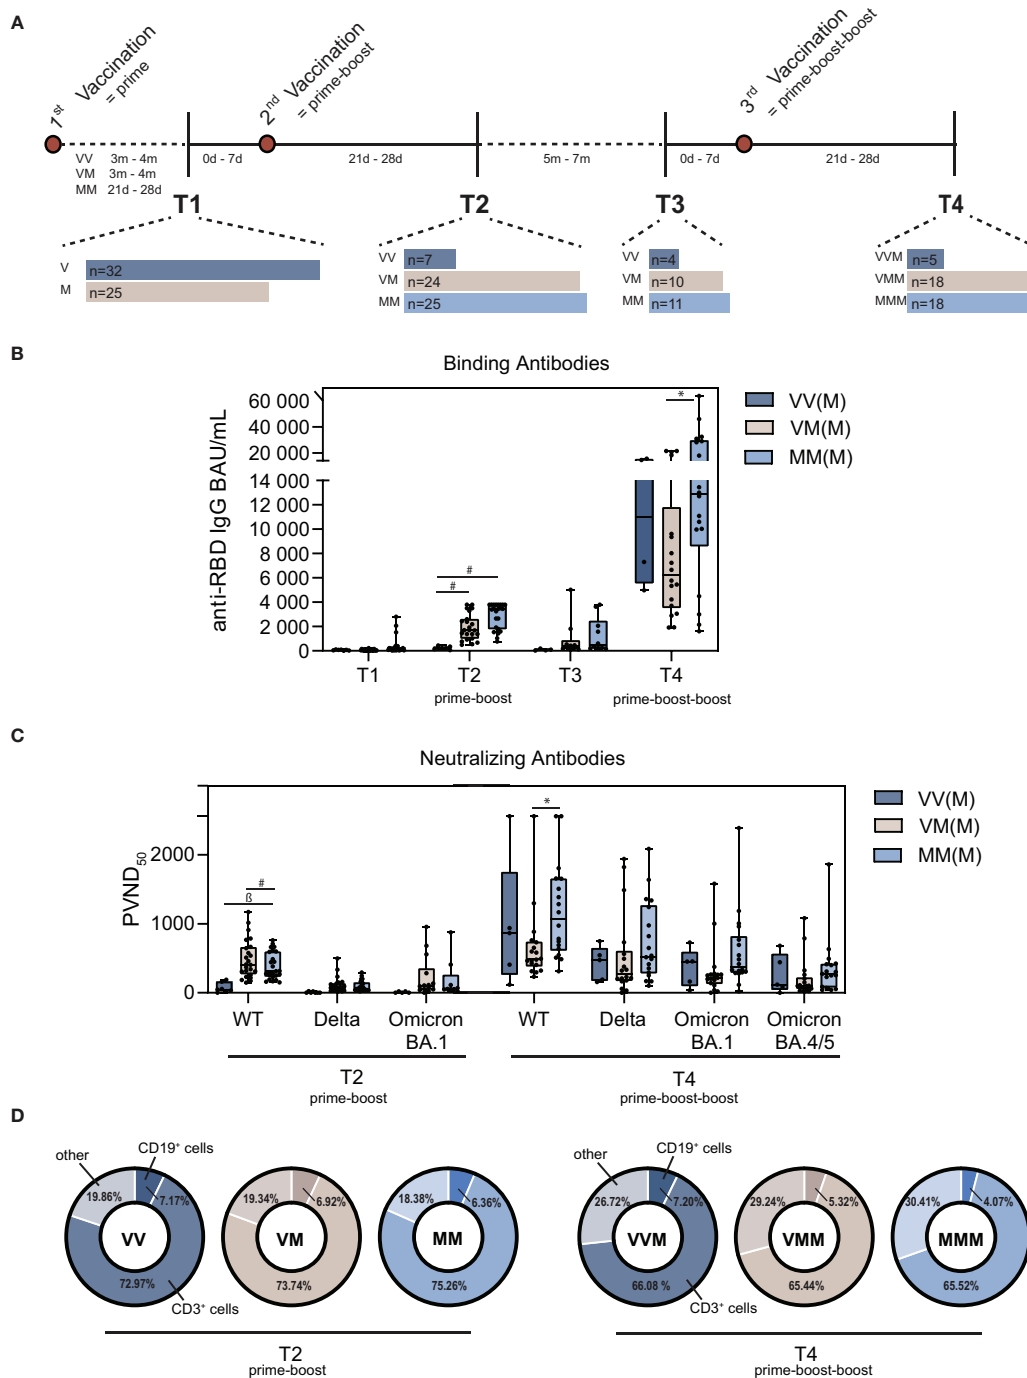 A
1st Vaccination
= prime
2nd Vaccination
= prime-boost
3rd Vaccination
= prime-boost-boost
VV 3m - 4m
VM 3m - 4m
MM 21d - 28d
0d - 7d
21d - 28d
5m - 7m
0d - 7d
21d - 28d
T1
T2
T3
T4
V n=32
M n=25
VV n=7
VM n=24
MM n=25
VV n=4
VM n=10
MM n=11
VVM n=5
VMM n=18
MMM n=18
B
Binding Antibodies
anti-RBD IgG BAU/mL
60 000
40 000
20 000
14 000
12 000
10 000
8 000
6 000
4 000
2 000
0
# #
*
VV(M)
VM(M)
MM(M)
T1
T2
T3
T4
prime-boost
prime-boost-boost
C
Neutralizing Antibodies
PVND50
2000
1000
0
#
ß
*
VV(M)
VM(M)
MM(M)
WT
Delta
Omicron
BA.1
WT
Delta
Omicron
BA.1
Omicron
BA.4/5
T2
prime-boost
T4
prime-boost-boost
D
other
CD19+ cells
19.86%
7.17%
VV
72.97%
CD3+ cells
19.34%
6.92%
VM
73.74%
18.38%
6.36%
MM
75.26%
other
CD19+ cells
26.72%
7.20%
VVM
66.08 %
CD3+ cells
29.24%
5.32%
VMM
65.44%
30.41%
4.07%
MMM
65.52%
T2
prime-boost
T4
prime-boost-boost